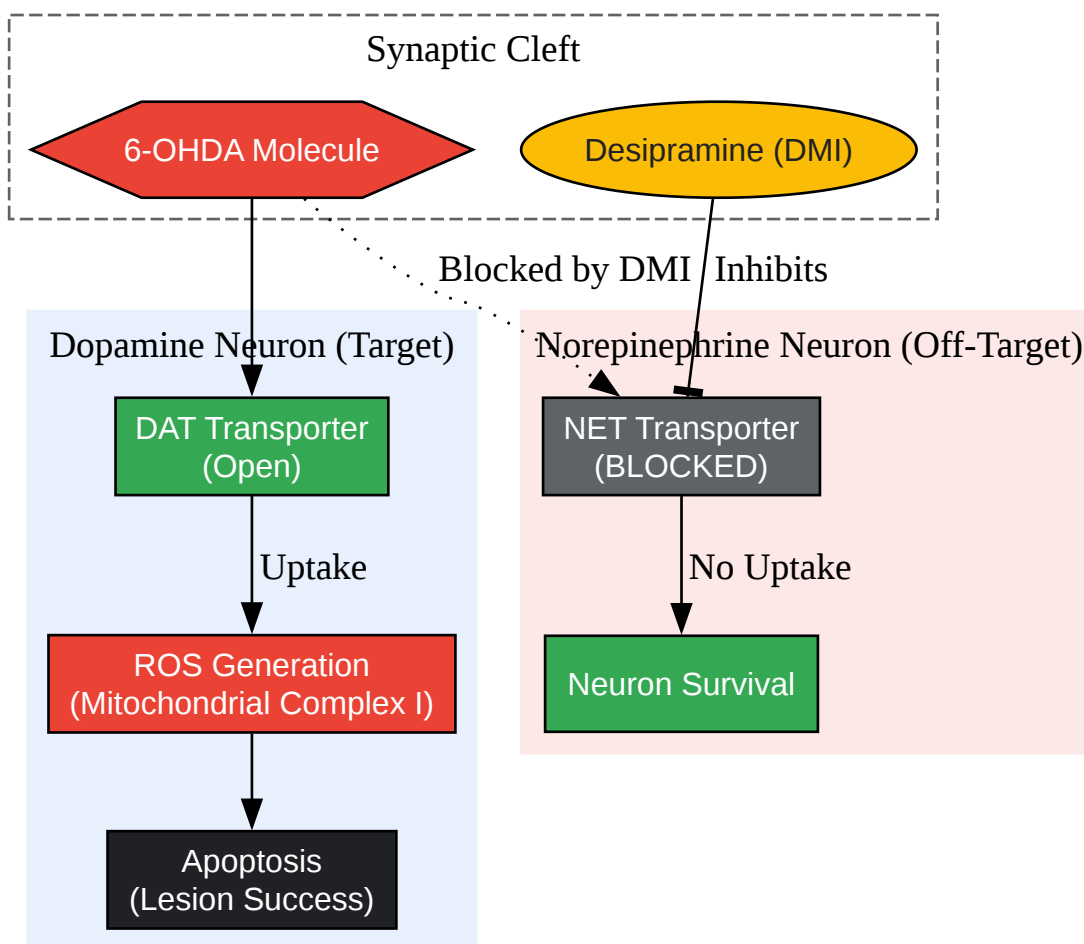 Synaptic Cleft
6-OHDA Molecule
Desipramine (DMI)
Blocked by DMI
Inhibits
Dopamine Neuron (Target)
Norepinephrine Neuron (Off-Target)
DAT Transporter
(Open)
NET Transporter
(BLOCKED)
Uptake
No Uptake
ROS Generation
(Mitochondrial Complex I)
Neuron Survival
Apoptosis
(Lesion Success)